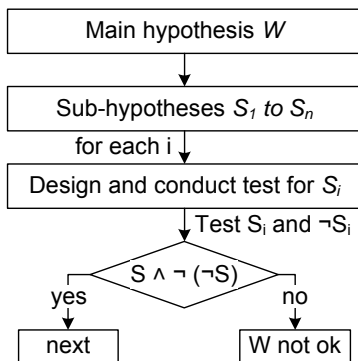 Main hypothesis W
Sub-hypotheses S₁ to Sₙ
for each i
Design and conduct test for Sᵢ
Test Sᵢ and ¬Sᵢ
S ∧ ¬ (¬S)
yes
no
next
W not ok